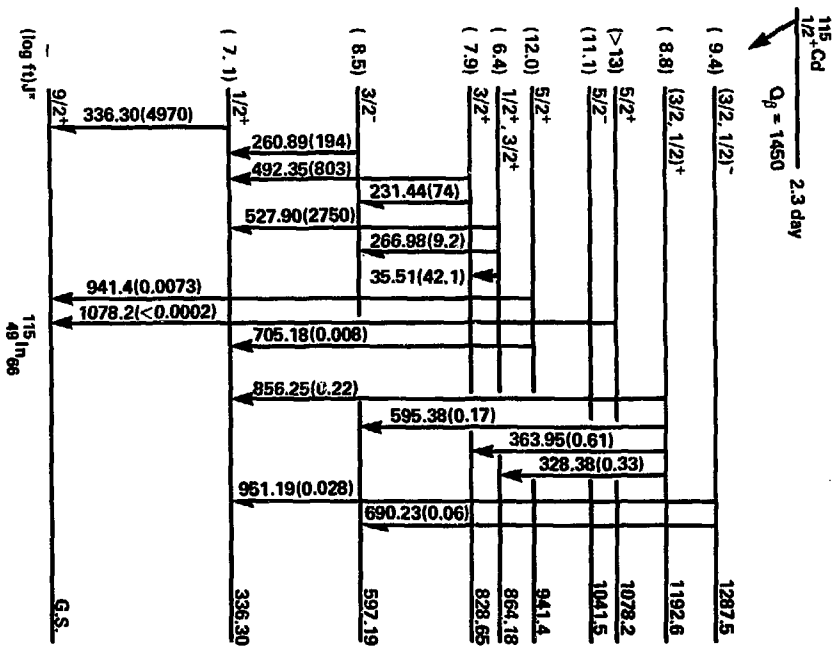 115
1/2+Cd
Qβ = 1450
2.3 day
(log ft)Jπ
( 9.4) (3/2, 1/2)-
( 8.8) (3/2, 1/2)+
(>13) 5/2+
(11.1) 5/2-
(12.0) 5/2+
( 6.4) 1/2+, 3/2+
( 7.9) 3/2+
( 8.5) 3/2-
( 7. 1) 1/2+
– 9/2+
336.30(4970)
260.89(194)
492.35(803)
231.44(74)
527.90(2750)
266.98(9.2)
35.51(42.1)
941.4(0.0073)
1078.2(<0.0002)
705.18(0.006)
856.25(0.22)
595.38(0.17)
363.95(0.61)
328.38(0.33)
951.19(0.028)
690.23(0.06)
1287.5
1192.6
1078.2
1041.5
941.4
864.18
828.65
597.19
336.30
G.S.
115
49In66